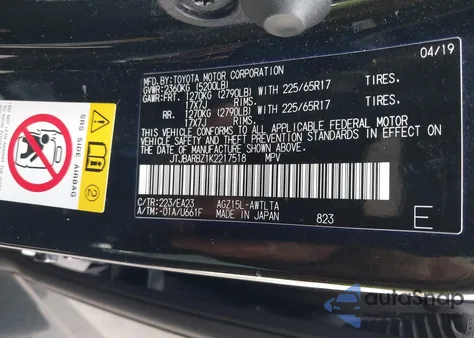 04/19
MFD.BY:TOYOTA MOTOR CORPORATION
GVWR:2360KG (5200LB)
GAWR:FRT. 1270KG (2790LB) WITH 225/65R17 TIRES.
17X7J RIMS.
RR. 1270KG (2790LB) WITH 225/65R17 TIRES.
17X7J RIMS.
THIS VEHICLE CONFORMS TO ALL APPLICABLE FEDERAL MOTOR
VEHICLE SAFETY AND THEFT PREVENTION STANDARDS IN EFFECT
ON THE DATE OF MANUFACTURE SHOWN ABOVE.
JTJBARBZ1K2217518 MPV
C/TR:223/EA23 AGZ15L-AWTLTA
A/TM:-01A/U661F MADE IN JAPAN 823
E
SRS SIDE AIRBAG
autoSnap